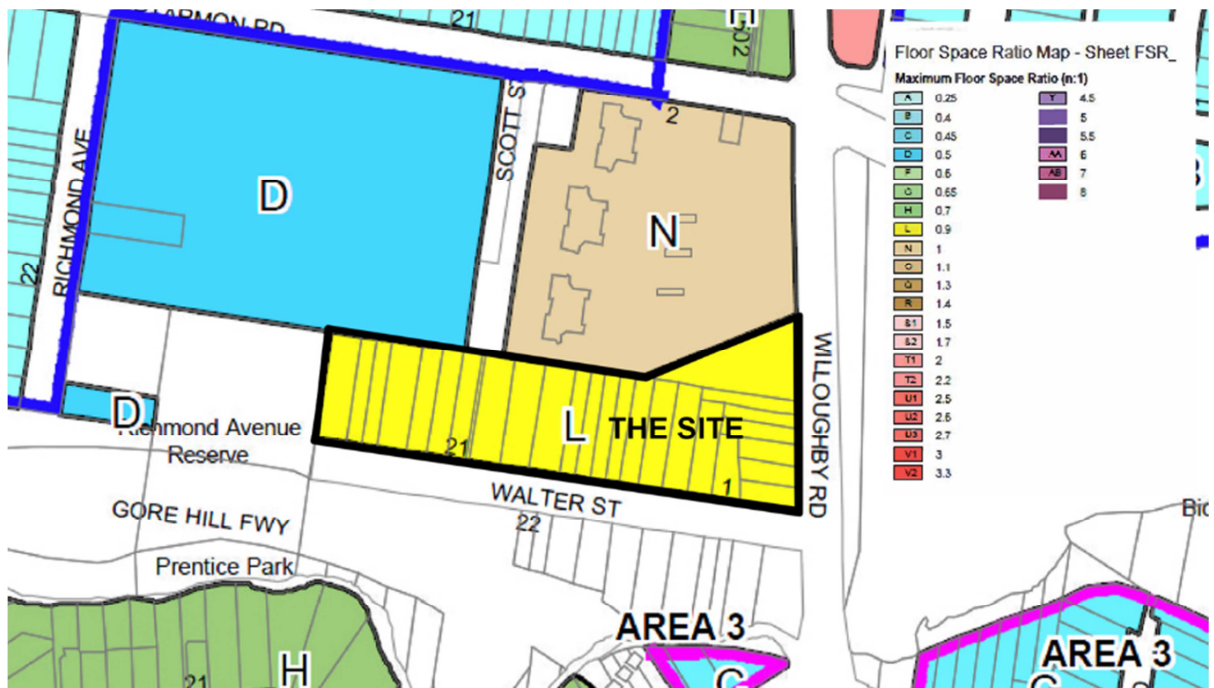 21
H
502
Floor Space Ratio Map - Sheet FSR_
Maximum Floor Space Ratio (n:1)
A 0.25
B 0.4
C 0.45
D 0.5
F 0.6
G 0.65
H 0.7
L 0.9
N 1
O 1.1
Q 1.3
R 1.4
S1 1.5
S2 1.7
T1 2
T2 2.2
U1 2.5
U2 2.6
U3 2.7
V1 3
V2 3.3
Y 4.5
5
5.5
AA 6
AB 7
8
RICHMOND AVE
22
D
SCOTT S
2
N
WILLOUGHBY RD
D
Richmond Avenue
Reserve
21
L
THE SITE
1
WALTER ST
22
GORE HILL FWY
Prentice Park
H
21
AREA 3
C
AREA 3
C